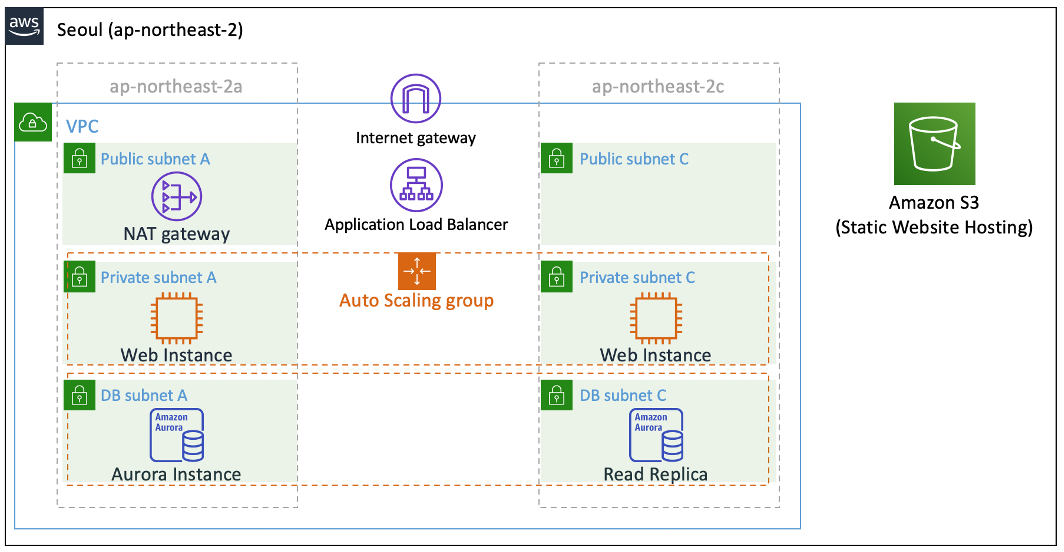 aws
Seoul (ap-northeast-2)
ap-northeast-2a
ap-northeast-2c
VPC
Internet gateway
Public subnet A
Public subnet C
NAT gateway
Application Load Balancer
Amazon S3
(Static Website Hosting)
Private subnet A
Auto Scaling group
Private subnet C
Web Instance
Web Instance
DB subnet A
DB subnet C
Amazon
Aurora
Amazon
Aurora
Aurora Instance
Read Replica